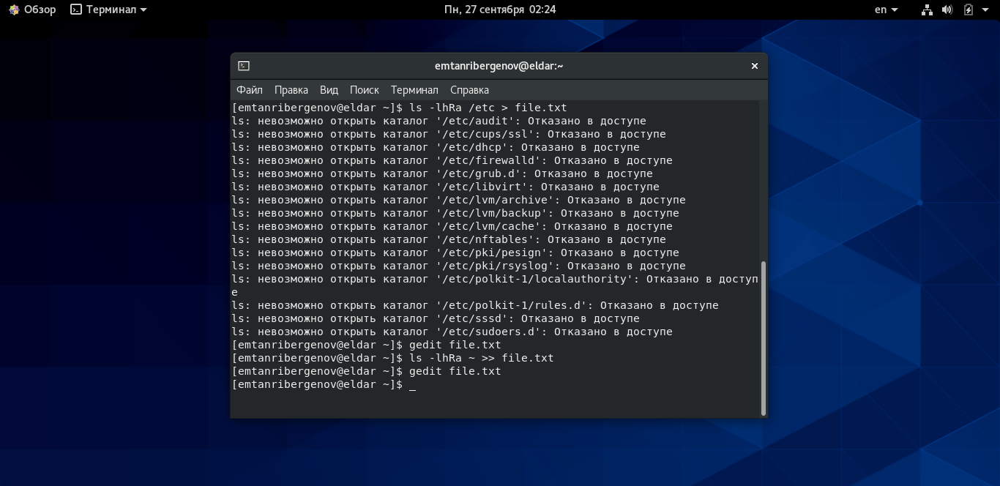 Обзор Терминал Пн, 27 сентября 02:24 en
emtanribergenov@eldar:~
Файл Правка Вид Поиск Терминал Справка
[emtanribergenov@eldar ~]$ ls -lhRa /etc > file.txt
ls: невозможно открыть каталог '/etc/audit': Отказано в доступе
ls: невозможно открыть каталог '/etc/cups/ssl': Отказано в доступе
ls: невозможно открыть каталог '/etc/dhcp': Отказано в доступе
ls: невозможно открыть каталог '/etc/firewalld': Отказано в доступе
ls: невозможно открыть каталог '/etc/grub.d': Отказано в доступе
ls: невозможно открыть каталог '/etc/libvirt': Отказано в доступе
ls: невозможно открыть каталог '/etc/lvm/archive': Отказано в доступе
ls: невозможно открыть каталог '/etc/lvm/backup': Отказано в доступе
ls: невозможно открыть каталог '/etc/lvm/cache': Отказано в доступе
ls: невозможно открыть каталог '/etc/nftables': Отказано в доступе
ls: невозможно открыть каталог '/etc/pki/pesign': Отказано в доступе
ls: невозможно открыть каталог '/etc/pki/rsyslog': Отказано в доступе
ls: невозможно открыть каталог '/etc/polkit-1/localauthority': Отказано в доступ
е
ls: невозможно открыть каталог '/etc/polkit-1/rules.d': Отказано в доступе
ls: невозможно открыть каталог '/etc/sssd': Отказано в доступе
ls: невозможно открыть каталог '/etc/sudoers.d': Отказано в доступе
[emtanribergenov@eldar ~]$ gedit file.txt
[emtanribergenov@eldar ~]$ ls -lhRa ~ >> file.txt
[emtanribergenov@eldar ~]$ gedit file.txt
[emtanribergenov@eldar ~]$ _